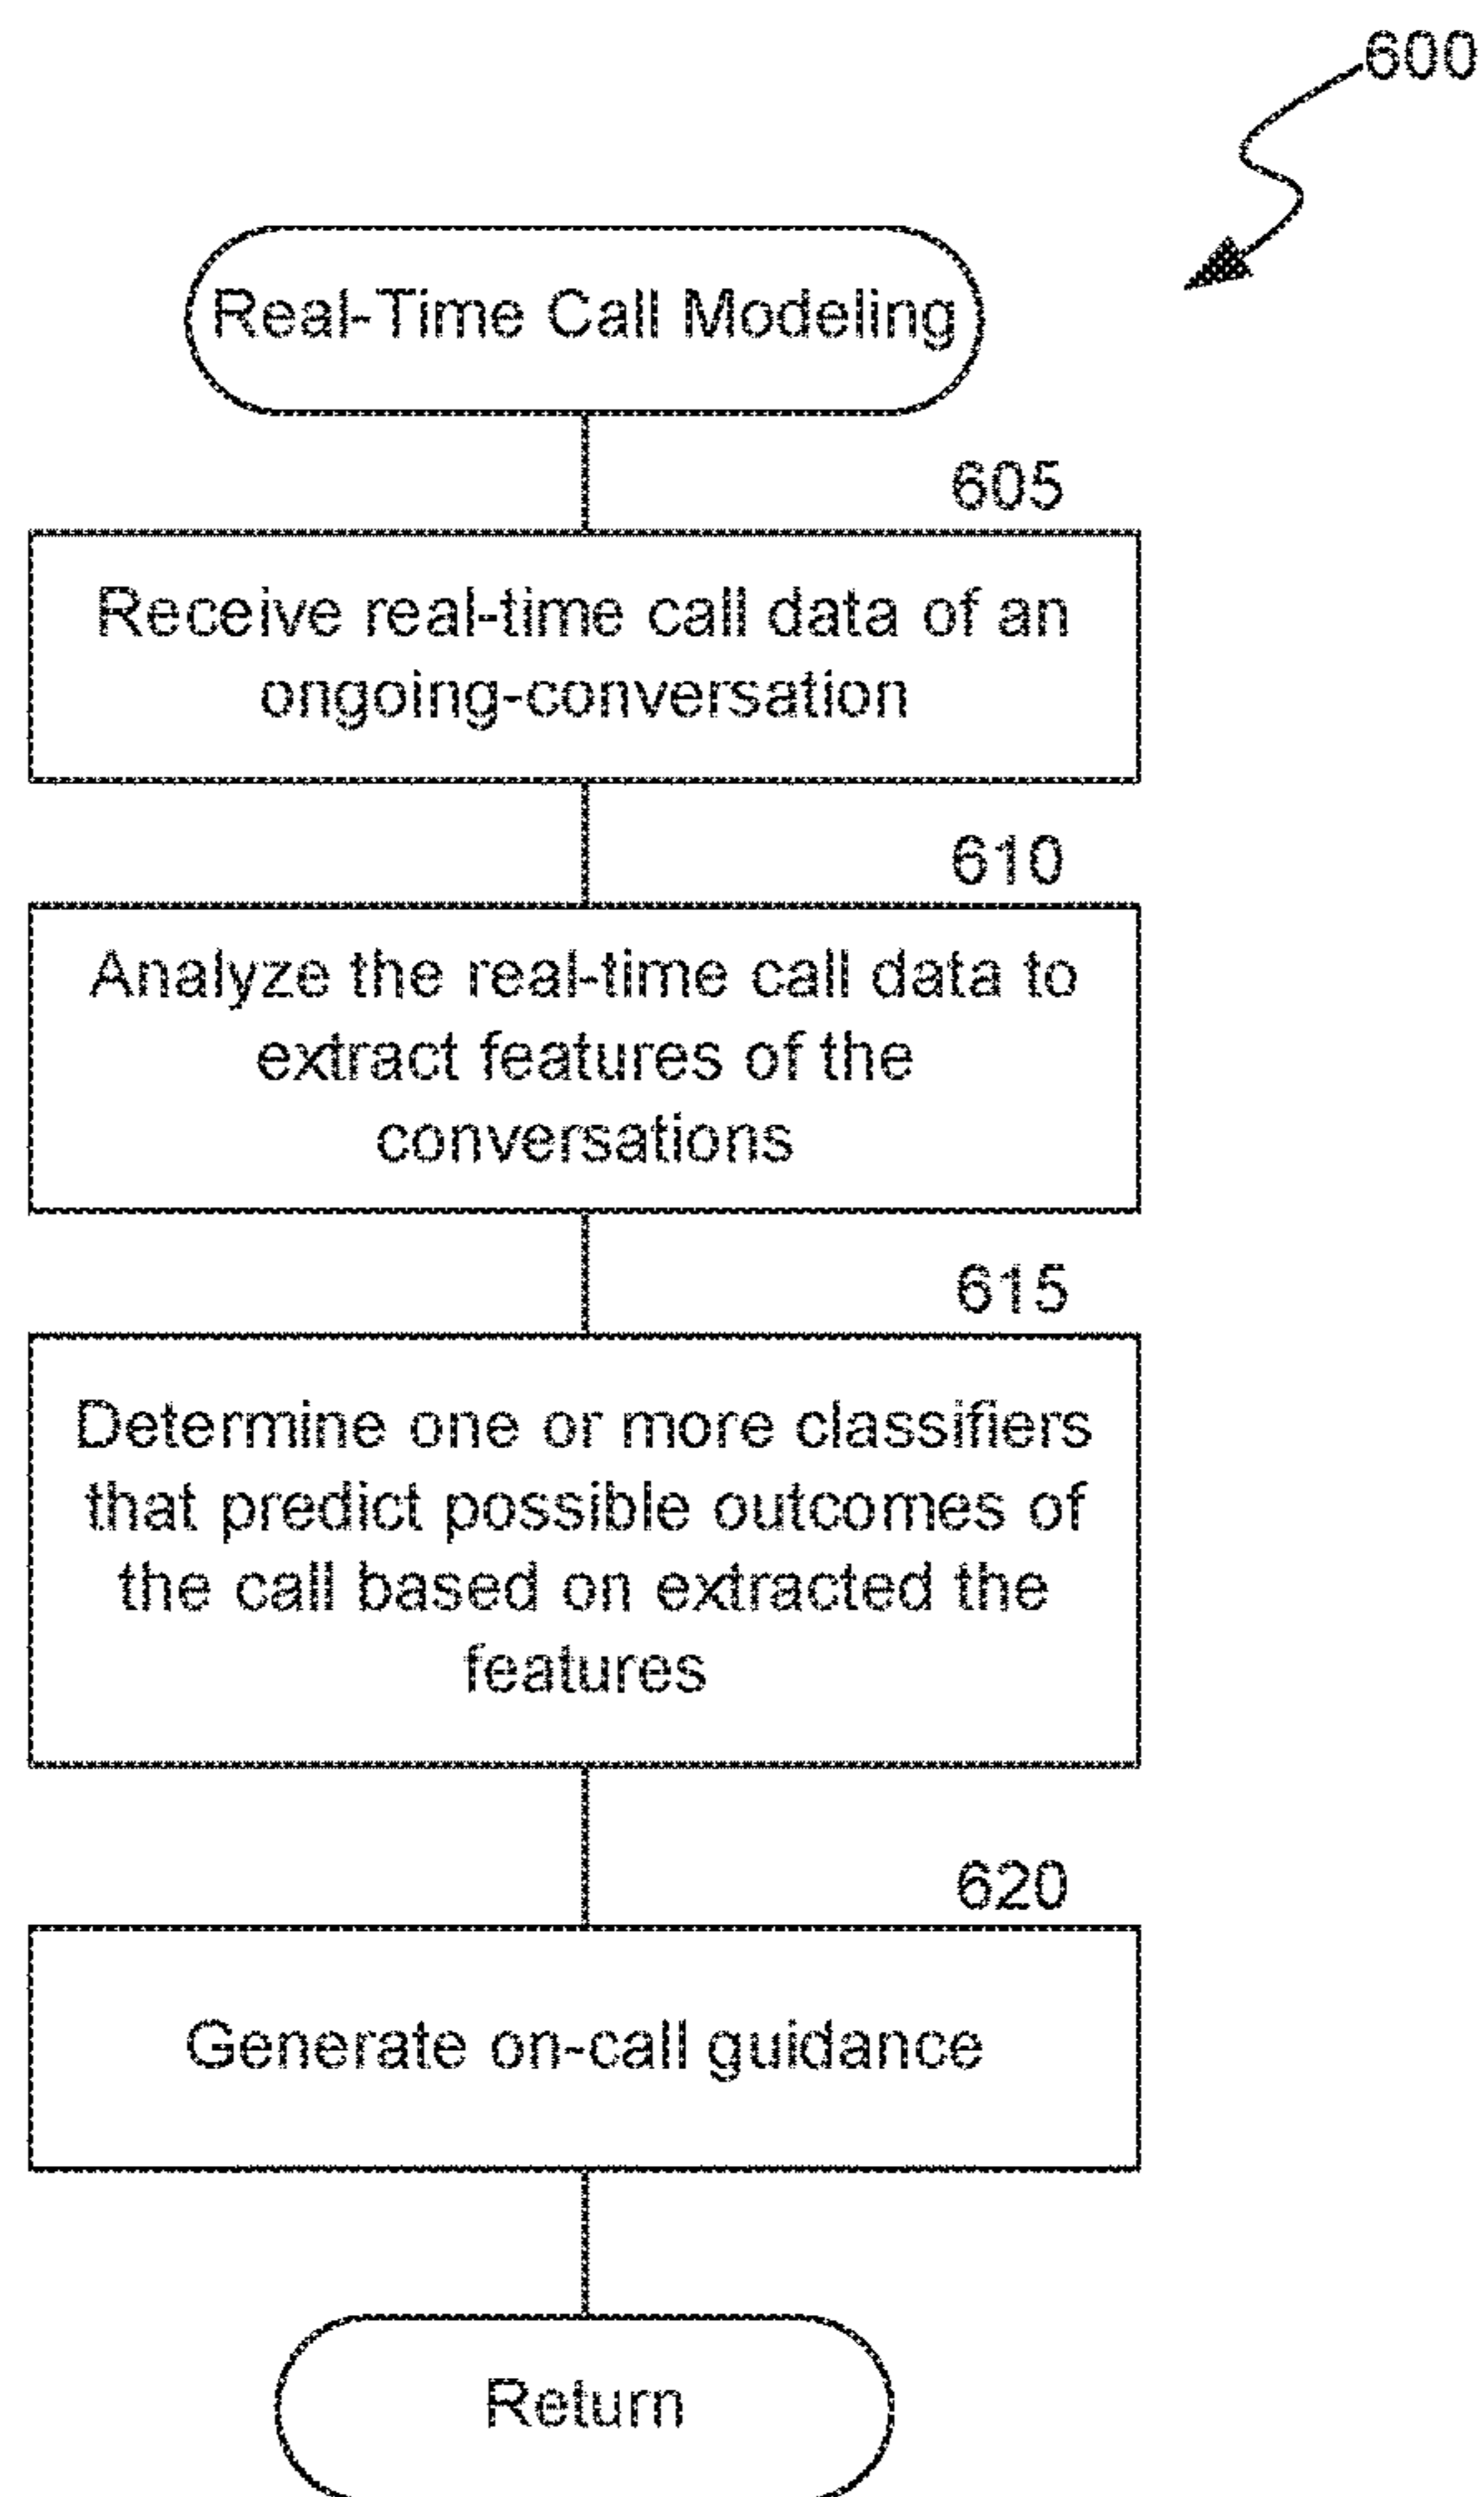 600
Real-Time Call Modeling
605
Receive real-time call data of an
ongoing-conversation
610
Analyze the real-time call data to
extract features of the
conversations
615
Determine one or more classifiers
that predict possible outcomes of
the call based on extracted the
features
620
Generate on-call guidance
Return